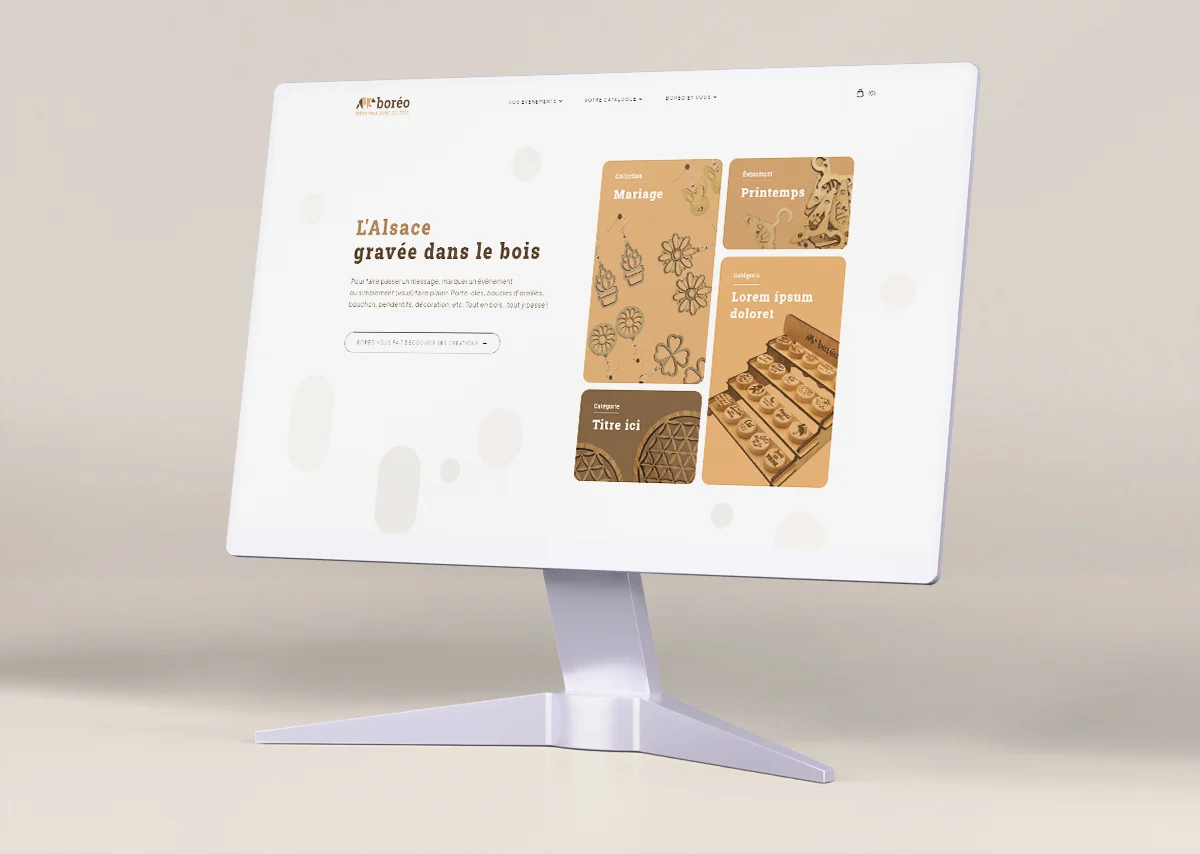 boréo
VOS ÉVÉNEMENTS
NOTRE CATALOGUE
BORÉO ET VOUS
L'Alsace
gravée dans le bois
Pour faire passer un message, marquer un événement
ou simplement (vous) faire plaisir. Porte-clés, boucles d'oreilles,
bouchon, pendentifs, décoration, etc. Tout en bois, tout y passe !
BORÉO VOUS FAIT DÉCOUVRIR SES CRÉATIONS
Collection
Mariage
Événement
Printemps
Catégorie
Lorem ipsum
doloret
boréo
Catégorie
Titre ici